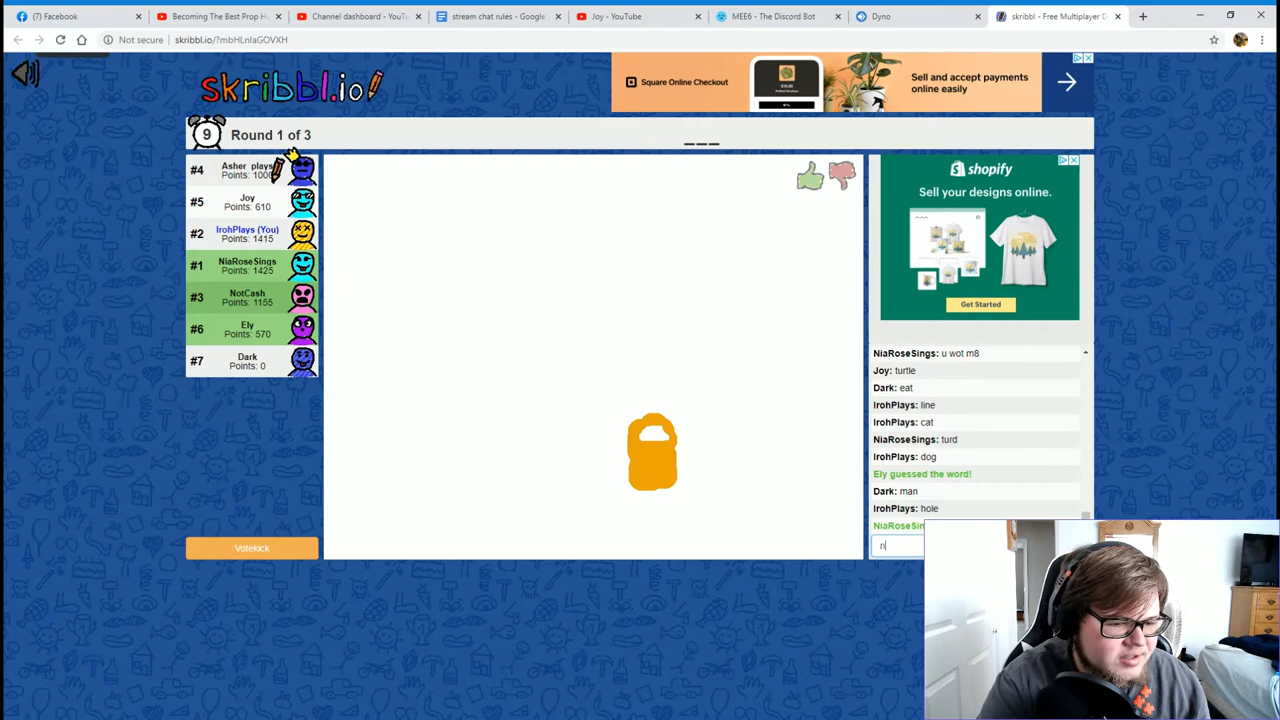 (7) Facebook
Becoming The Best Prop H
Channel dashboard - YouTu
stream chat rules - Google
Joy - YouTube
MEE6 - The Discord Bot
Dyno
skribbl - Free Multiplayer D
Not secure | skribbl.io/?mbHLnlaGOVXH
skribbl.io
Square Online Checkout
Sell and accept payments
online easily
9
Round 1 of 3
_ _ _
#4
Asher plays
#5
Joy
Points: 610
#2
IrohPlays (You)
Points: 1415
#1
NiaRoseSings
Points: 1425
#3
NotCash
Points: 1155
#6
Ely
Points: 570
#7
Dark
Points: 0
Votekick
shopify
Sell your designs online.
Get Started
NiaRoseSings: u wot m8
Joy: turtle
Dark: eat
IrohPlays: line
IrohPlays: cat
NiaRoseSings: turd
IrohPlays: dog
Ely guessed the word!
Dark: man
IrohPlays: hole
NiaRoseSin
n